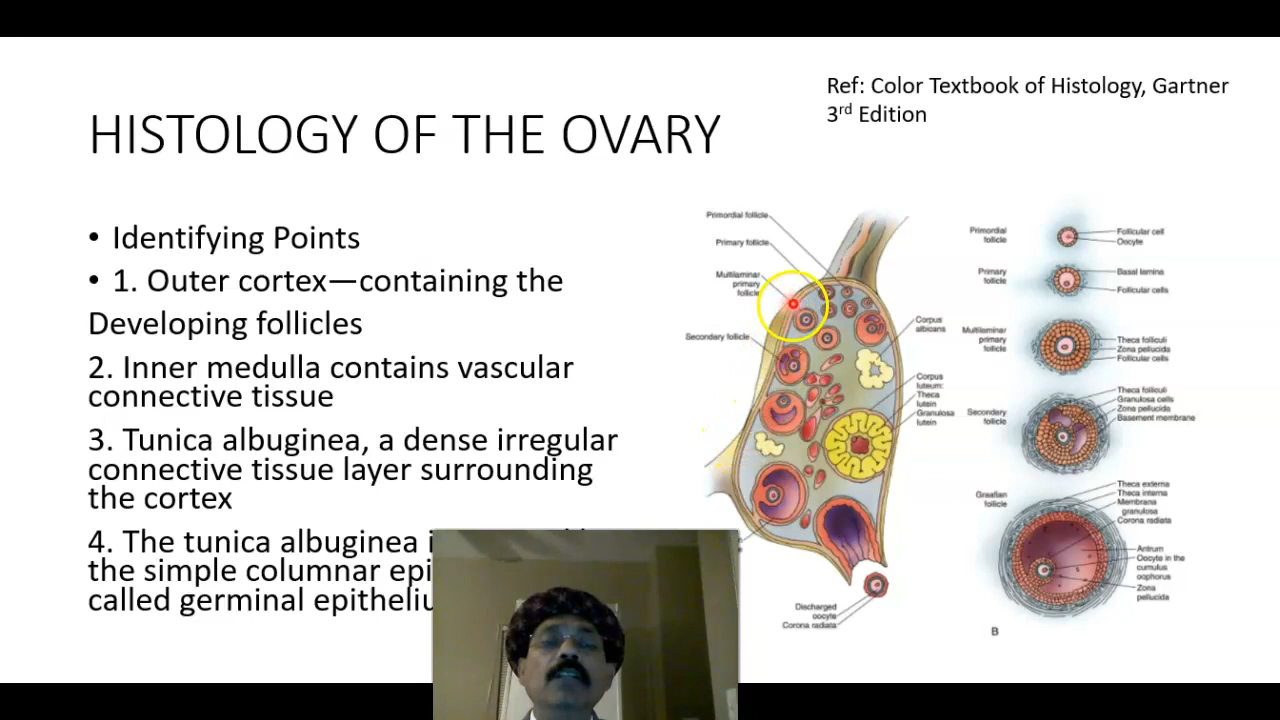 Ref: Color Textbook of Histology, Gartner
3rd Edition
HISTOLOGY OF THE OVARY
• Identifying Points
• 1. Outer cortex—containing the
Developing follicles
2. Inner medulla contains vascular
connective tissue
3. Tunica albuginea, a dense irregular
connective tissue layer surrounding
the cortex
4. The tunica albuginea
the simple columnar
called germinal
Primordial follicle
Primary follicle
Multilaminar
primary
follicle
Secondary follicle
Corpus
albicans
Corpus
luteum:
Theca
lutein
Granulosa
lutein
Discharged
oocyte
Corona radiata
Primordial
follicle
Follicular cell
Oocyte
Primary
follicle
Basal lamina
Follicular cells
Multilaminar
primary
follicle
Theca folliculi
Zona pellucida
Follicular cells
Secondary
follicle
Theca folliculi
Granulosa cells
Zona pellucida
Basement membrane
Graafian
follicle
Theca externa
Theca interna
Membrana
granulosa
Corona radiata
Antrum
Oocyte in the
cumulus
oophorus
Zona
pellucida
B